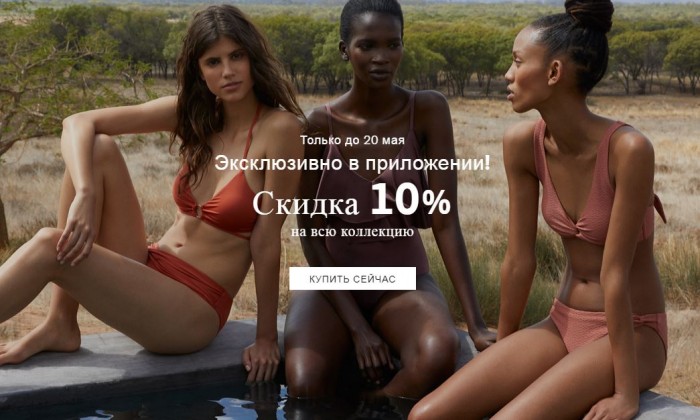 Только до 20 мая
Эксклюзивно в приложении!
Скидка 10%
на всю коллекцию
КУПИТЬ СЕЙЧАС